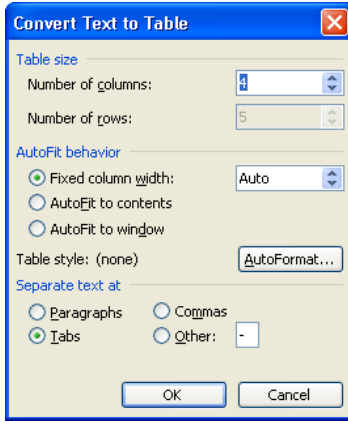 Convert Text to Table
Table size
Number of columns: 4
Number of rows: 5
AutoFit behavior
Fixed column width: Auto
AutoFit to contents
AutoFit to window
Table style: (none) AutoFormat...
Separate text at
Paragraphs Commas
Tabs Other: -
OK Cancel